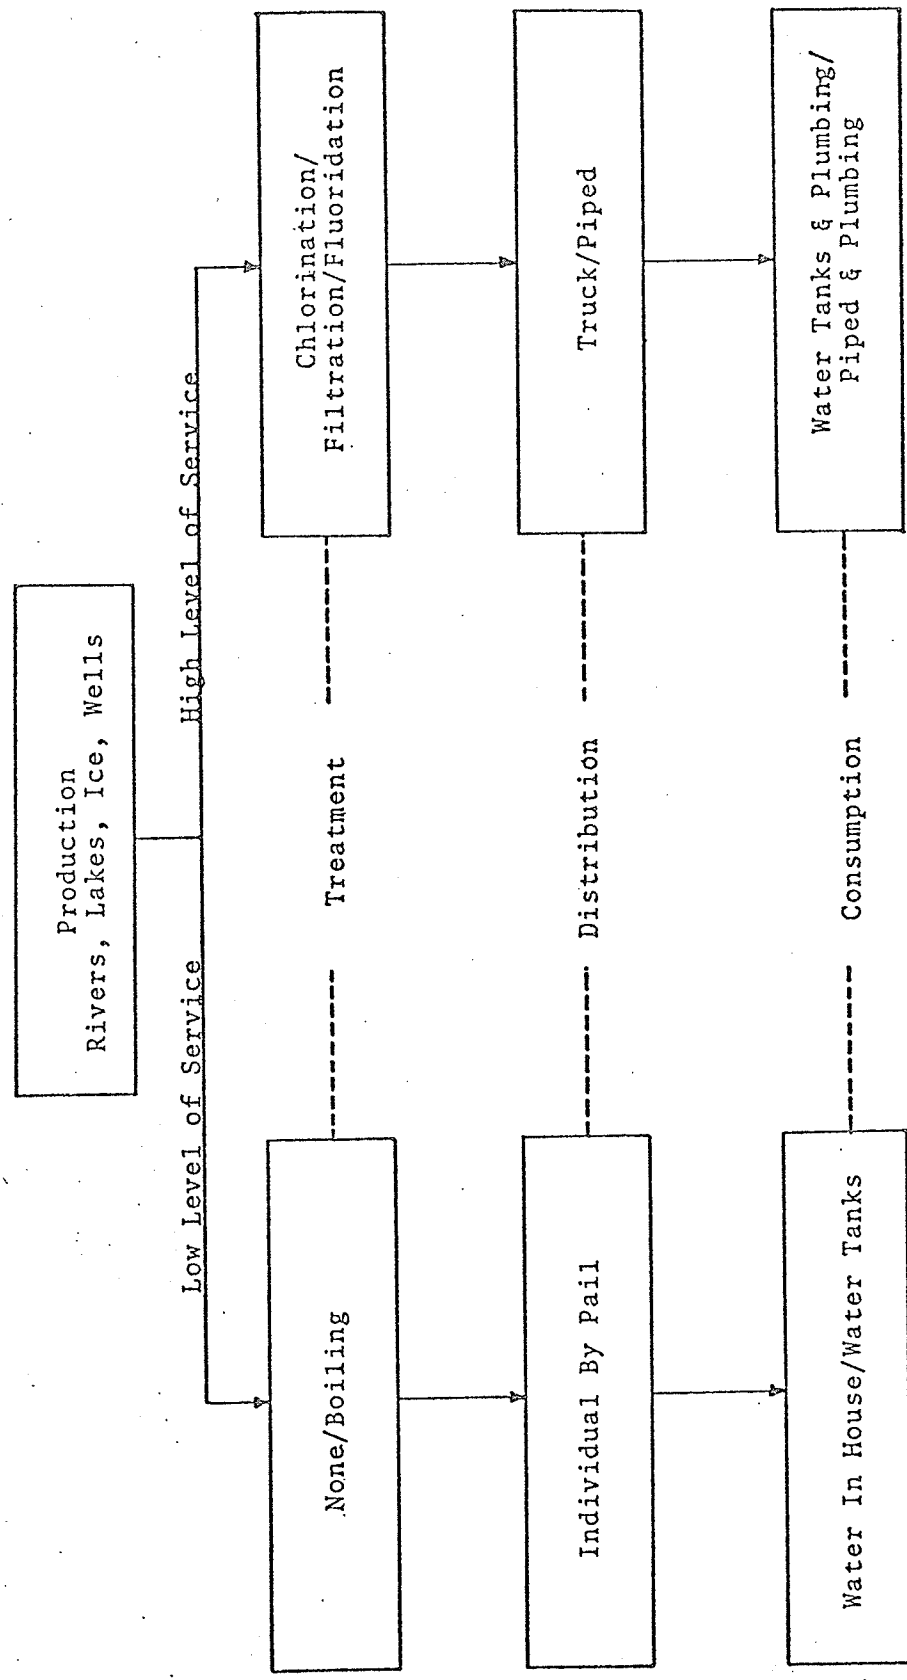 Production
Rivers, Lakes, Ice, Wells
Low Level of Service
High Level of Service
None/Boiling
Treatment
Chlorination/
Filtration/Fluoridation
Individual By Pail
Distribution
Truck/Piped
Water In House/Water Tanks
Consumption
Water Tanks & Plumbing/
Piped & Plumbing